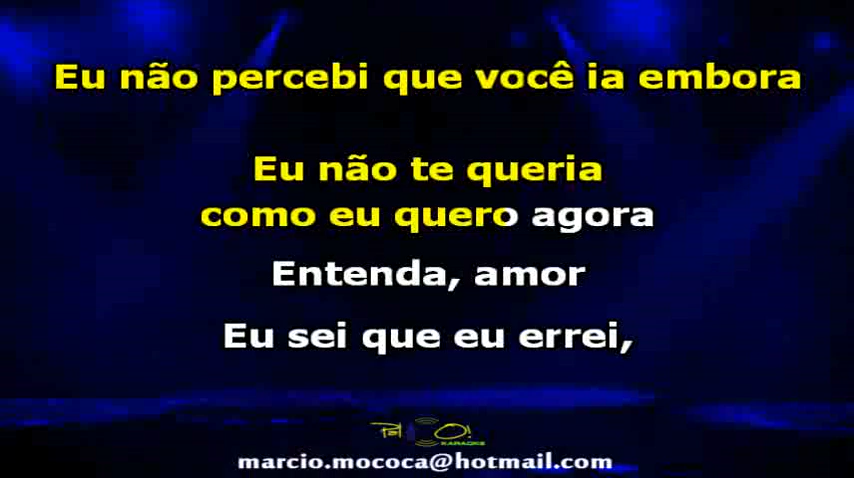 Eu não percebi que você ia embora
Eu não te queria
como eu quero agora
Entenda, amor
Eu sei que eu errei,
KARAOKE
marcio.mococa@hotmail.com